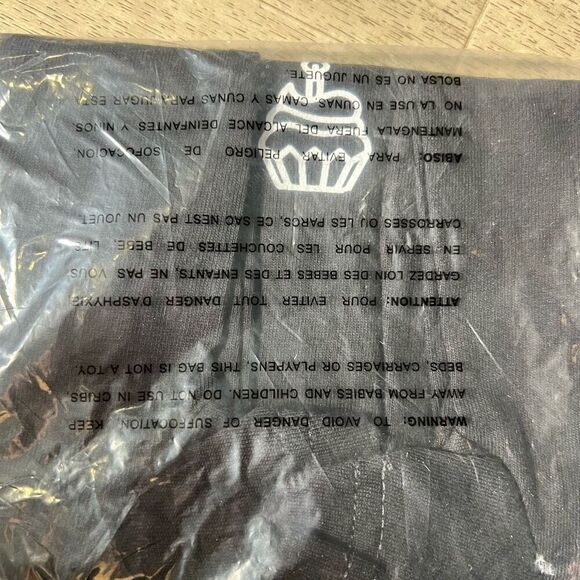 WARNING: TO AVOID DANGER OF SUFFOCATION, KEEP
AWAY FROM BABIES AND CHILDREN. DO NOT USE IN CRIBS
BEDS, CARRIAGES OR PLAYPENS, THIS BAG IS NOT A TOY.
ATTENTION: POUR EVITER TOUT DANGER D'ASPHYXIE
GARDEZ LOIN DES BEBES ET DES ENFANTS, NE PAS VOUS
EN SERVIR POUR LES COUCHETTES DE BEBE, LITS
CARROSSES OU LES PAROS, CE SAC NEST PAS UN JOUET.
ABISO: PARA EVITAR PELIGRO DE SOFOCACION,
MANTENGALA FUERA DEL ALCANCE DEINFANTES Y NINOS
NO LA USE EN CUNAS, CAMAS Y CUNAS PARA JUGAR ESTA
BOLSA NO ES UN JUGUETE.